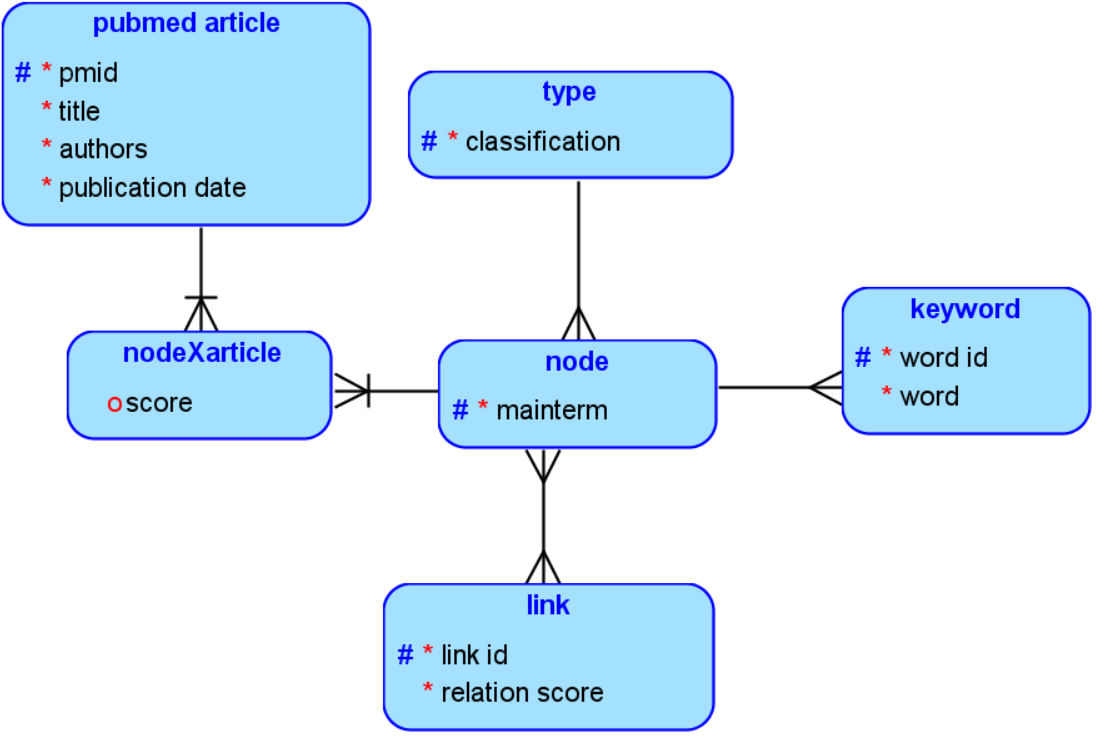 pubmed article
# * pmid
* title
* authors
* publication date
type
# * classification
nodeXarticle
o score
node
# * mainterm
keyword
# * word id
* word
link
# * link id
* relation score